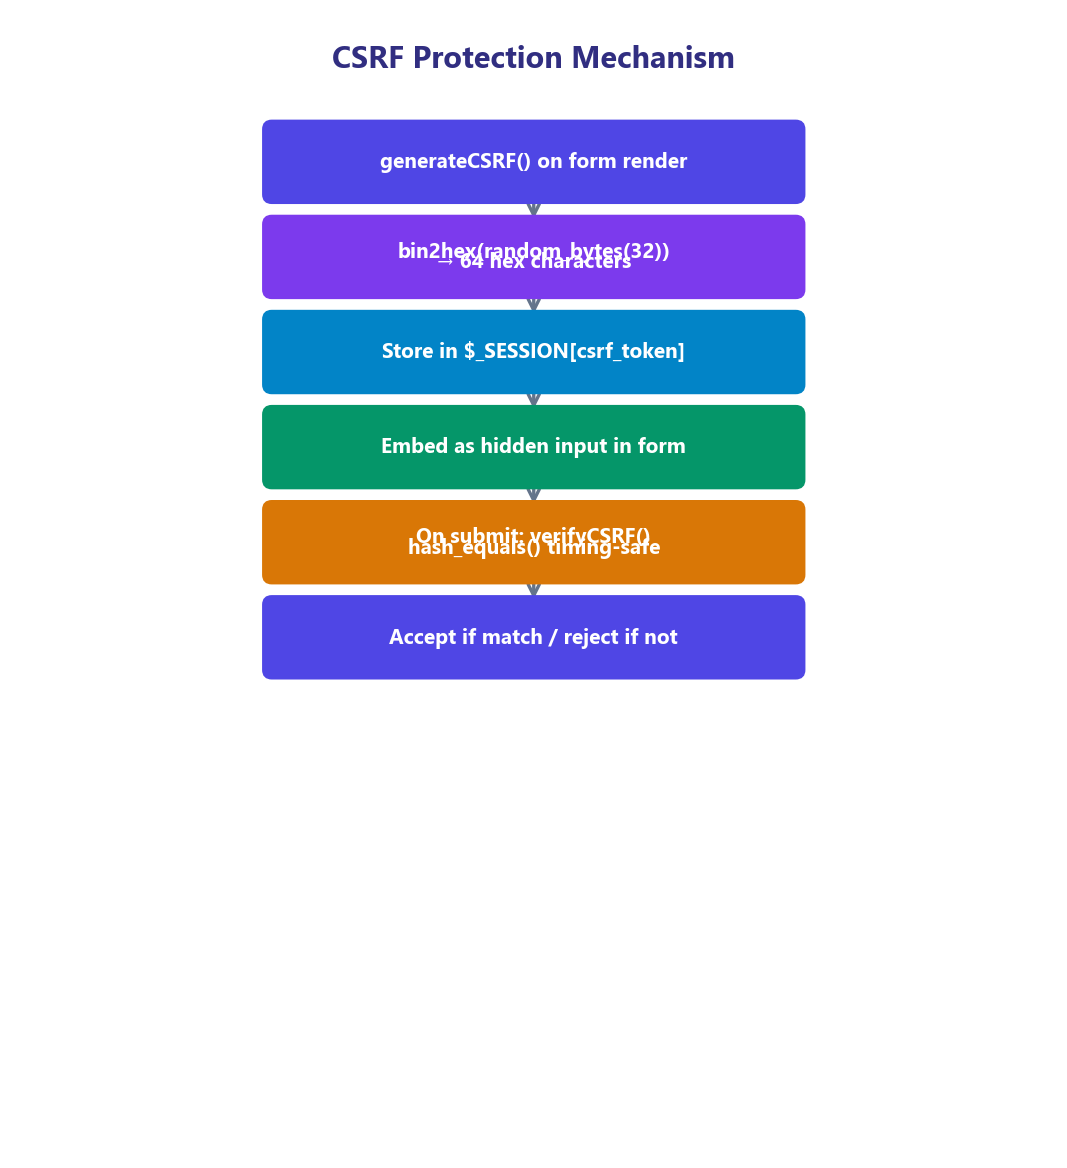 CSRF Protection Mechanism
generateCSRF() on form render
bin2hex(random_bytes(32))
→ 64 hex characters
Store in $_SESSION[csrf_token]
Embed as hidden input in form
On submit: verifyCSRF()
hash_equals() timing-safe
Accept if match / reject if not